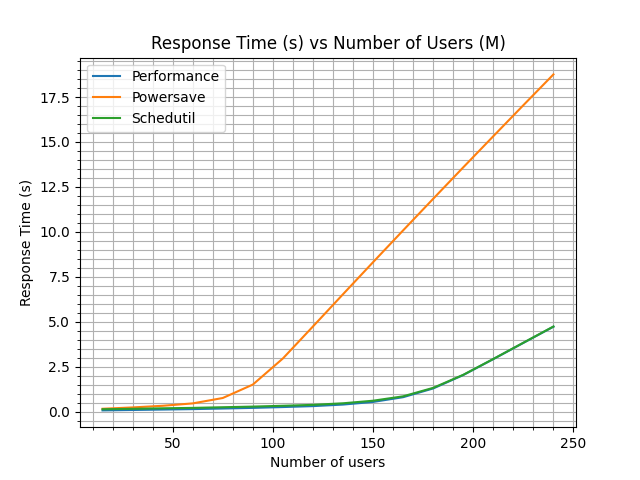 Response Time (s) vs Number of Users (M)
Performance
Powersave
Schedutil
Response Time (s)
17.5
15.0
12.5
10.0
7.5
5.0
2.5
0.0
50
100
150
200
250
Number of users